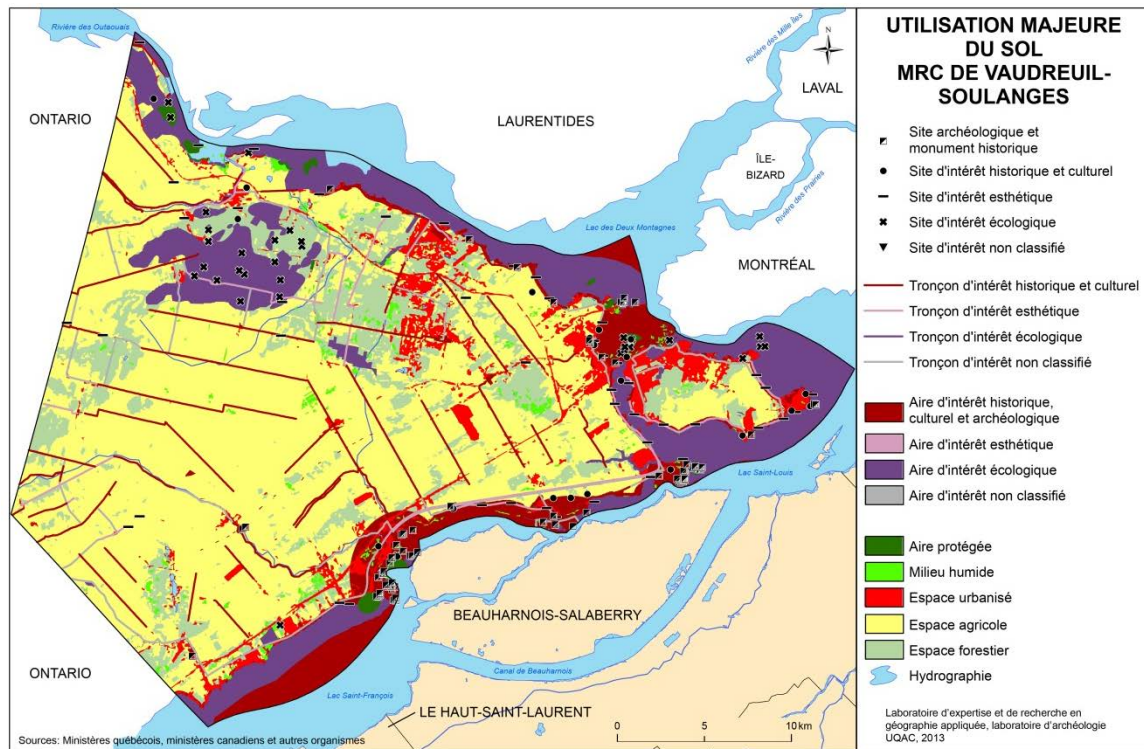 UTILISATION MAJEURE
DU SOL
MRC DE VAUDREUIL-
SOULANGES
Site archéologique et
monument historique
Site d'intérêt historique et culturel
Site d'intérêt esthétique
Site d'intérêt écologique
Site d'intérêt non classifié
Tronçon d'intérêt historique et culturel
Tronçon d'intérêt esthétique
Tronçon d'intérêt écologique
Tronçon d'intérêt non classifié
Aire d'intérêt historique,
culturel et archéologique
Aire d'intérêt esthétique
Aire d'intérêt écologique
Aire d'intérêt non classifié
Aire protégée
Milieu humide
Espace urbanisé
Espace agricole
Espace forestier
Hydrographie
Laboratoire d'expertise et de recherche en
géographie appliquée, laboratoire d'archéologie
UQAC, 2013
Rivière des Outaouais
Rivière des Mille Îles
N
LAVAL
ONTARIO
LAURENTIDES
ÎLE-
BIZARD
Rivière des Prairies
Lac des Deux Montagnes
MONTRÉAL
Lac Saint-Louis
BEAUHARNOIS-SALABERRY
Canal de Beauharnois
ONTARIO
Lac Saint-François
LE HAUT-SAINT-LAURENT
0 5 10 km
Sources: Ministères québécois, ministères canadiens et autres organismes